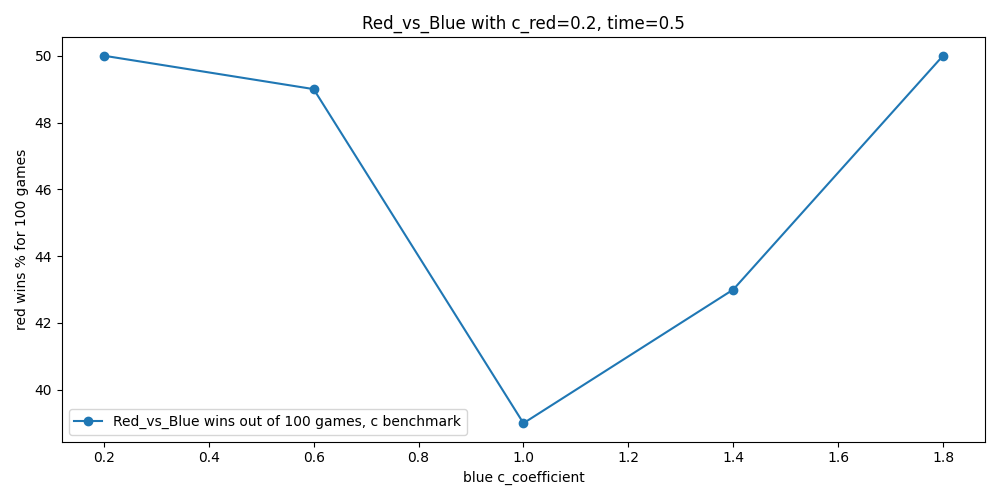 Red_vs_Blue with c_red=0.2, time=0.5
red wins % for 100 games
50
48
46
44
42
40
Red_vs_Blue wins out of 100 games, c benchmark
0.2 0.4 0.6 0.8 1.0 1.2 1.4 1.6 1.8
blue c_coefficient